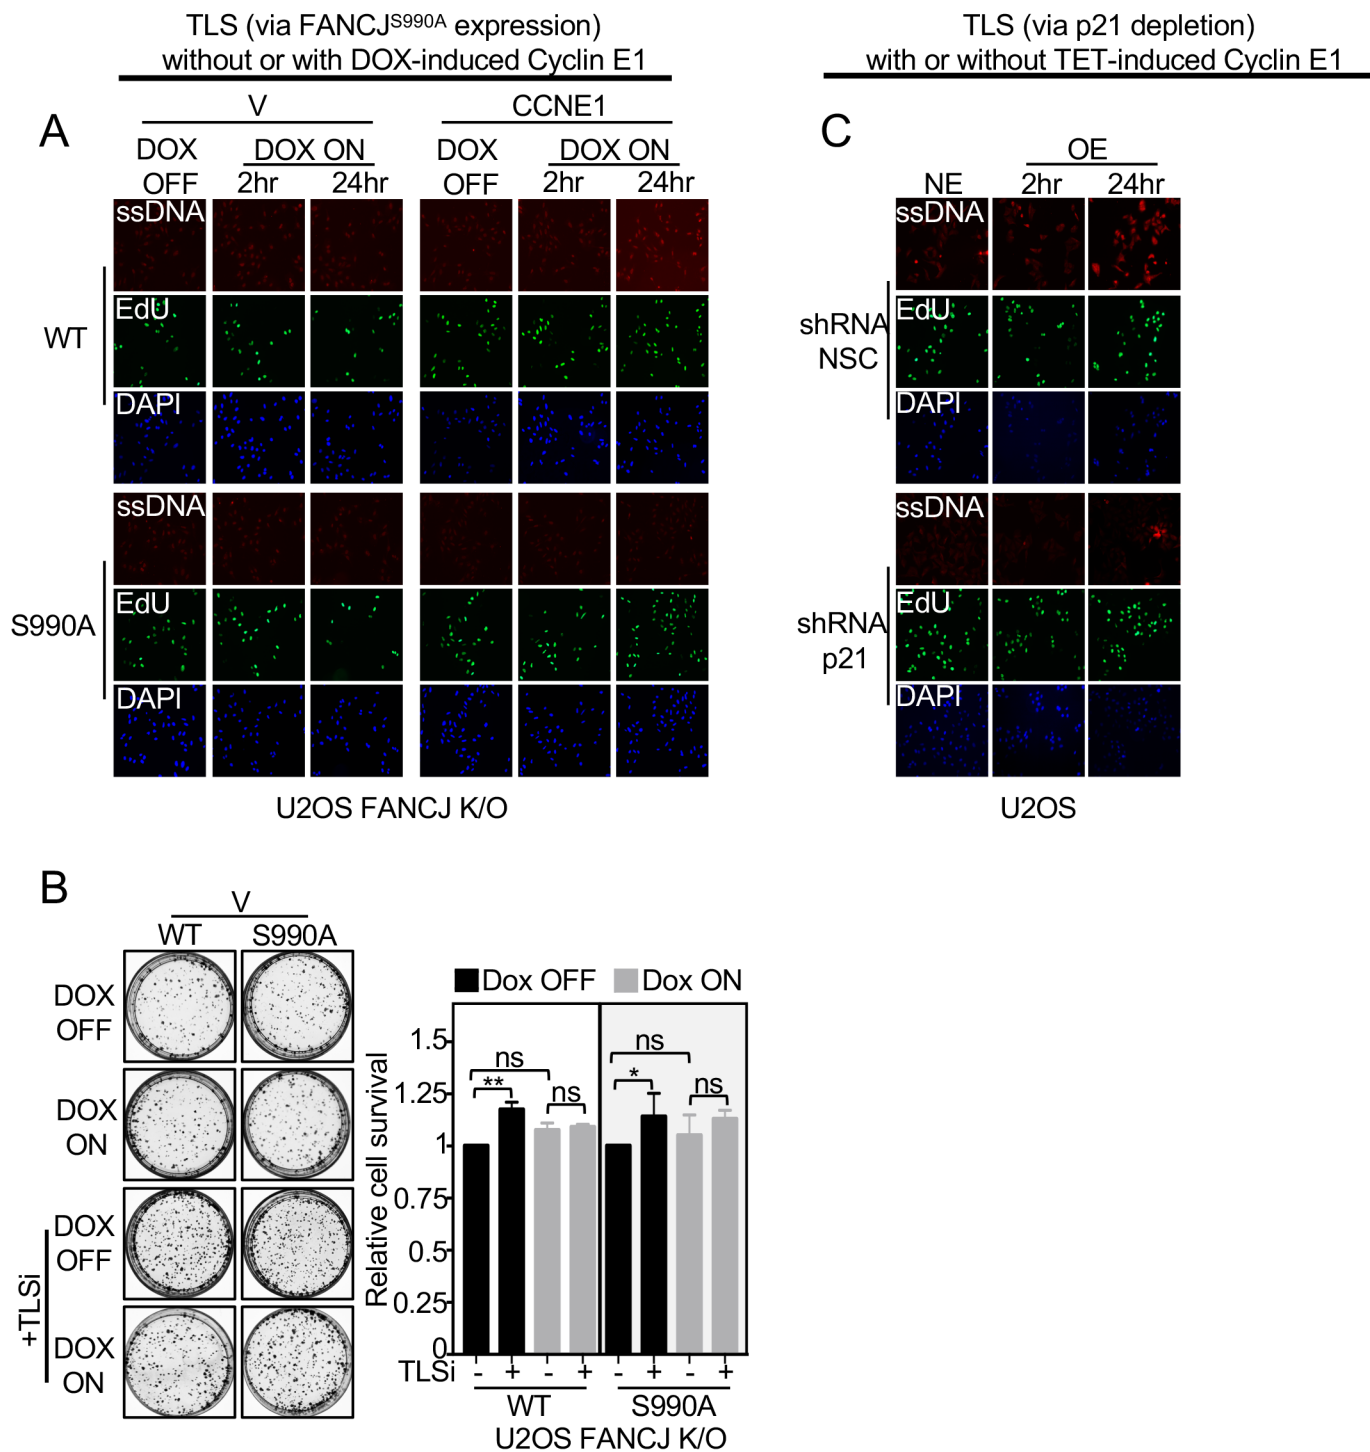 TLS (via FANCJS990A expression)
without or with DOX-induced Cyclin E1
TLS (via p21 depletion)
with or without TET-induced Cyclin E1
A
V
CCNE1
DOX OFF
DOX ON
2hr
24hr
DOX OFF
DOX ON
2hr
24hr
WT
ssDNA
EdU
DAPI
S990A
ssDNA
EdU
DAPI
U2OS FANCJ K/O
C
OE
NE
2hr
24hr
shRNA
NSC
ssDNA
EdU
DAPI
shRNA
p21
ssDNA
EdU
DAPI
U2OS
B
V
WT
S990A
DOX
OFF
DOX
ON
+TLSi
DOX
OFF
DOX
ON
Dox OFF
Dox ON
Relative cell survival
1.5
1.25
1
0.75
0.5
0.25
0
ns
**
ns
ns
*
ns
TLSi - + - + - + - +
WT
S990A
U2OS FANCJ K/O